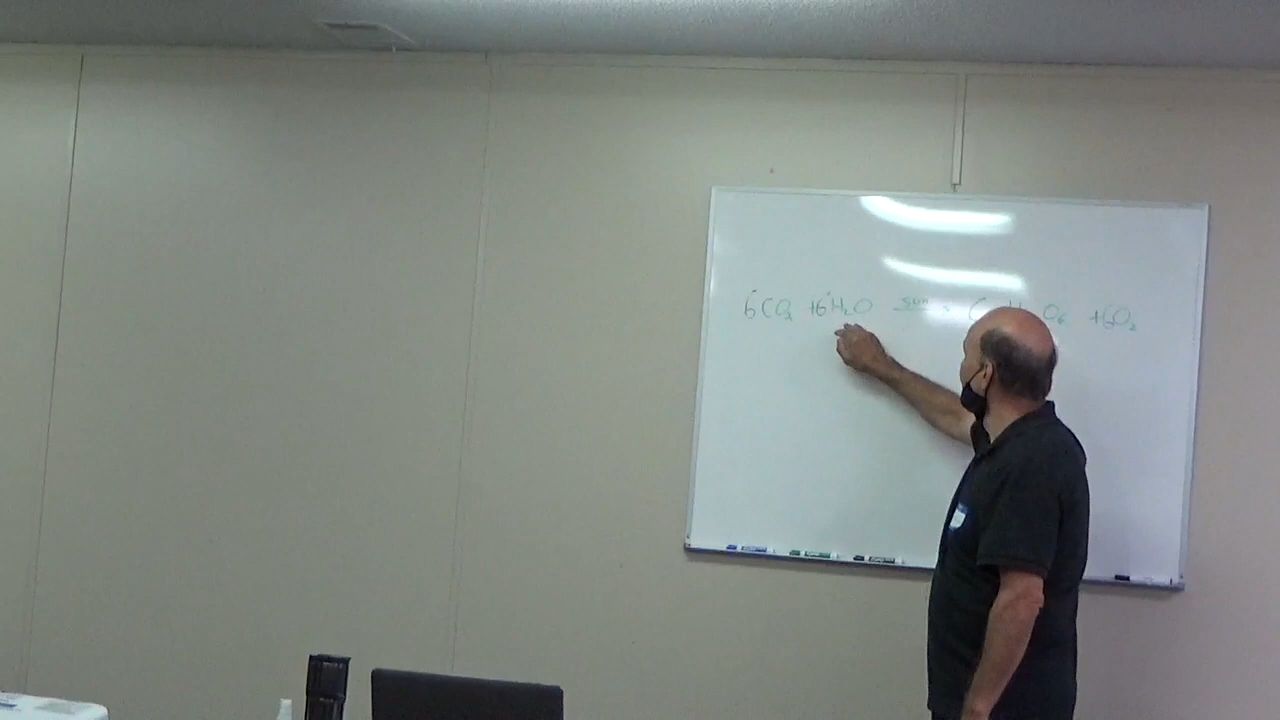 6CO₂ + 6H₂O sun → C H O₆ + 6O₂